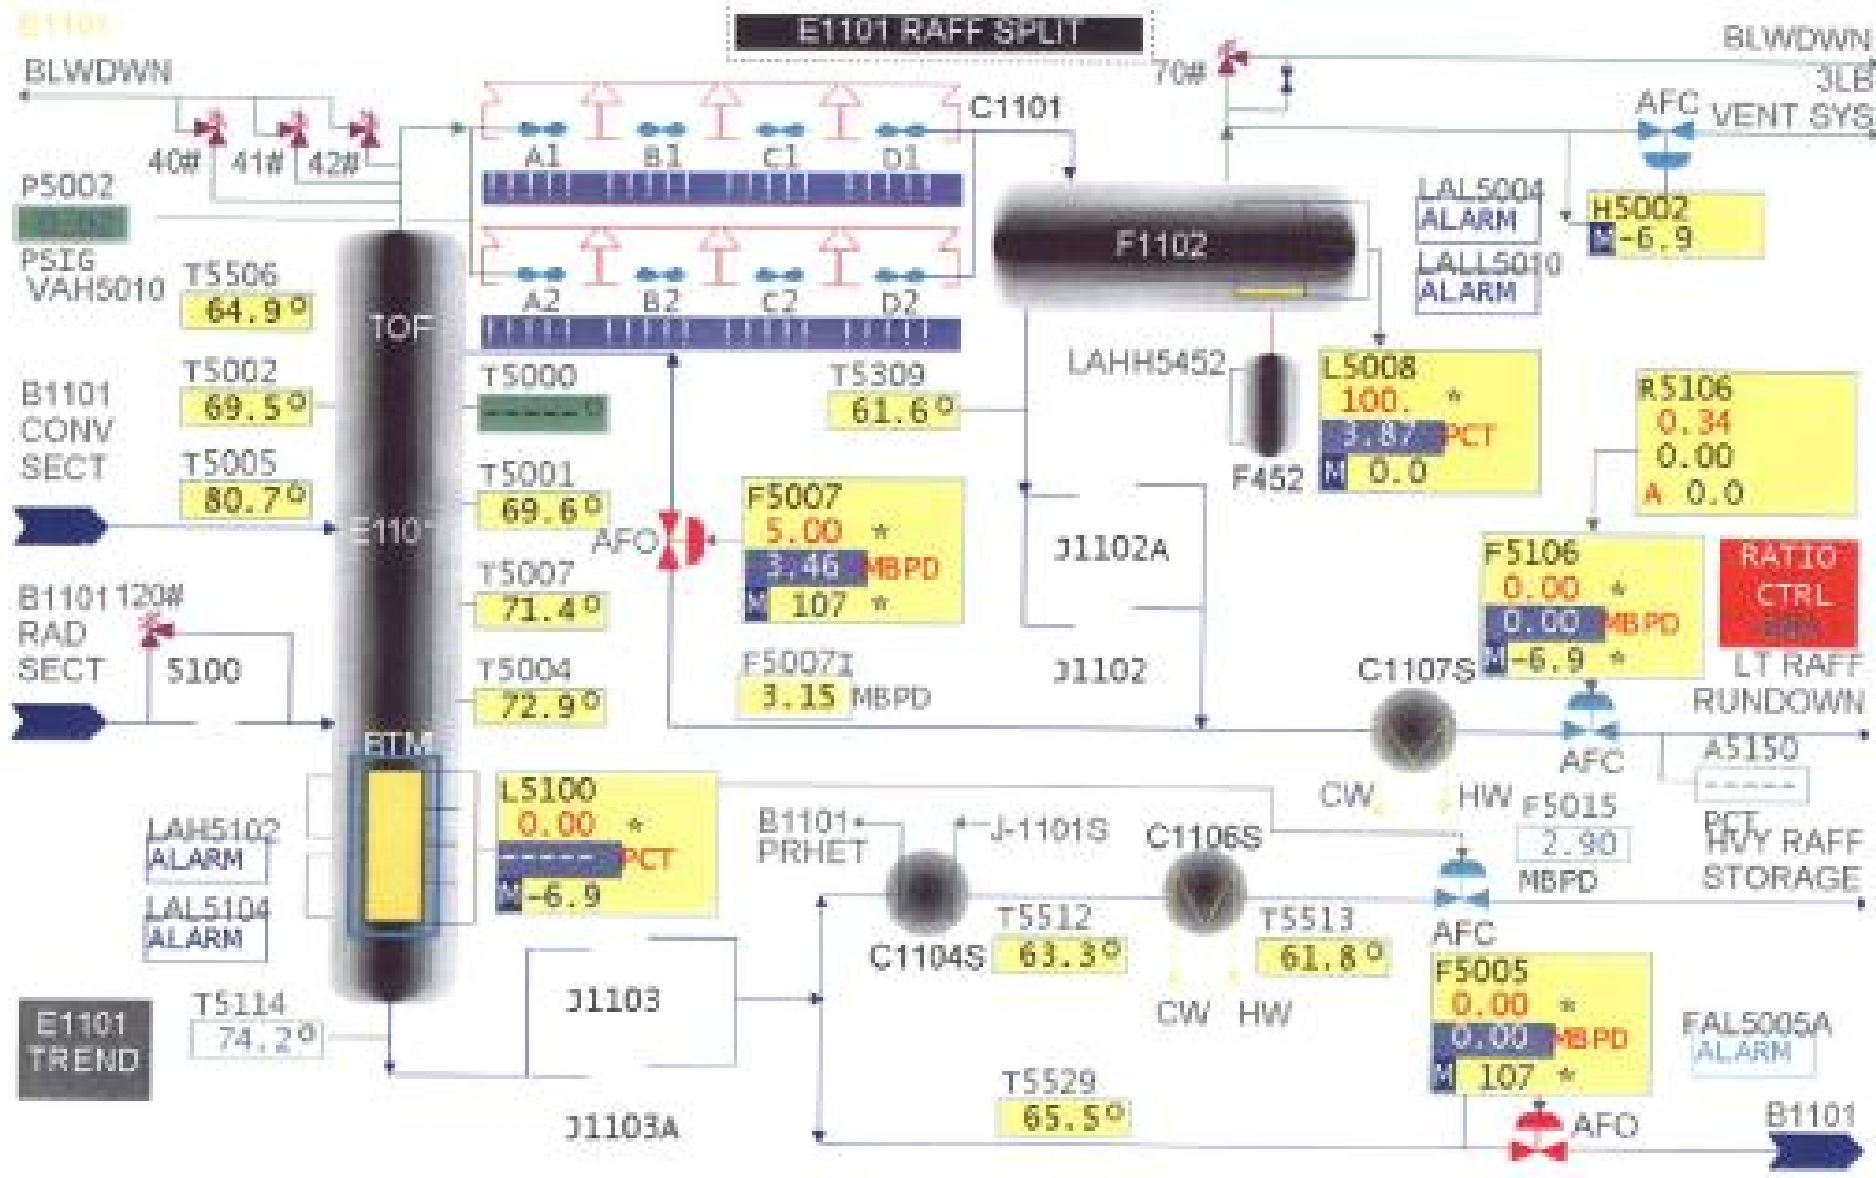 E1101
E1101 RAFF SPLIT
BLWDWN
BLWDWN
3LB
VENT SYS
70#
AFC
C1101
40# 41# 42#
A1 B1 C1 D1
P5002
0.02
PSIG
VAH5010
T5506
64.9°
TOF
A2 B2 C2 D2
F1102
LAL5004
ALARM
LALL5010
ALARM
H5002
M -6.9
B1101
CONV
SECT
T5002
69.5°
T5000
-----°
T5309
61.6°
LAHH5452
F452
L5008
100. *
3.87 PCT
M 0.0
R5106
0.34
0.00
A 0.0
T5005
80.7°
E1101
T5001
69.6°
AFO
F5007
5.00 *
3.46 MBPD
M 107 *
J1102A
F5106
0.00 *
0.00 MBPD
M -6.9 *
RATIO
CTRL
B1101
RAD
SECT
120#
5100
T5007
71.4°
T5004
72.9°
F5007I
3.15 MBPD
J1102
C1107S
LT RAFF
RUNDOWN
AFC
A5150
-----
PCT
BTM
CW HW
LAH5102
ALARM
LAL5104
ALARM
L5100
0.00 *
----- PCT
M -6.9
B1101
PRHET
J-1101S
C1106S
F5015
2.90
MBPD
HVY RAFF
STORAGE
C1104S
T5512
63.3°
T5513
61.8°
AFC
CW HW
E1101
TREND
T5114
74.2°
J1103
J1103A
T5529
65.5°
F5005
0.00 *
0.00 MBPD
M 107 *
FAL5005A
ALARM
AFO
B1101